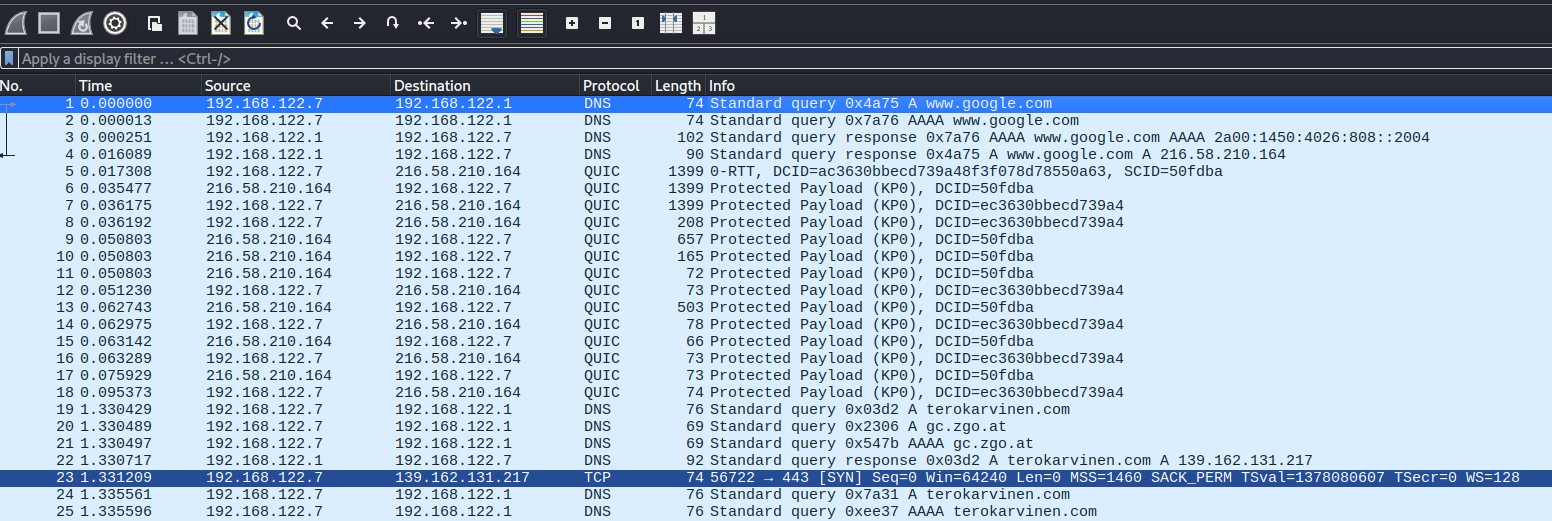 Apply a display filter … <Ctrl-/>
No. Time Source Destination Protocol Length Info
1 0.000000 192.168.122.7 192.168.122.1 DNS 74 Standard query 0x4a75 A www.google.com
2 0.000013 192.168.122.7 192.168.122.1 DNS 74 Standard query 0x7a76 AAAA www.google.com
3 0.000251 192.168.122.1 192.168.122.7 DNS 102 Standard query response 0x7a76 AAAA www.google.com AAAA 2a00:1450:4026:808::2004
4 0.016089 192.168.122.1 192.168.122.7 DNS 90 Standard query response 0x4a75 A www.google.com A 216.58.210.164
5 0.017308 192.168.122.7 216.58.210.164 QUIC 1399 0-RTT, DCID=ac3630bbecd739a48f3f078d78550a63, SCID=50fdba
6 0.035477 216.58.210.164 192.168.122.7 QUIC 1399 Protected Payload (KP0), DCID=50fdba
7 0.036175 192.168.122.7 216.58.210.164 QUIC 1399 Protected Payload (KP0), DCID=ec3630bbecd739a4
8 0.036192 192.168.122.7 216.58.210.164 QUIC 208 Protected Payload (KP0), DCID=ec3630bbecd739a4
9 0.050803 216.58.210.164 192.168.122.7 QUIC 657 Protected Payload (KP0), DCID=50fdba
10 0.050803 216.58.210.164 192.168.122.7 QUIC 165 Protected Payload (KP0), DCID=50fdba
11 0.050803 216.58.210.164 192.168.122.7 QUIC 72 Protected Payload (KP0), DCID=50fdba
12 0.051230 192.168.122.7 216.58.210.164 QUIC 73 Protected Payload (KP0), DCID=ec3630bbecd739a4
13 0.062743 216.58.210.164 192.168.122.7 QUIC 503 Protected Payload (KP0), DCID=50fdba
14 0.062975 192.168.122.7 216.58.210.164 QUIC 78 Protected Payload (KP0), DCID=ec3630bbecd739a4
15 0.063142 216.58.210.164 192.168.122.7 QUIC 66 Protected Payload (KP0), DCID=50fdba
16 0.063289 192.168.122.7 216.58.210.164 QUIC 73 Protected Payload (KP0), DCID=ec3630bbecd739a4
17 0.075929 216.58.210.164 192.168.122.7 QUIC 73 Protected Payload (KP0), DCID=50fdba
18 0.095373 192.168.122.7 216.58.210.164 QUIC 74 Protected Payload (KP0), DCID=ec3630bbecd739a4
19 1.330429 192.168.122.7 192.168.122.1 DNS 76 Standard query 0x03d2 A terokarvinen.com
20 1.330489 192.168.122.7 192.168.122.1 DNS 69 Standard query 0x2306 A gc.zgo.at
21 1.330497 192.168.122.7 192.168.122.1 DNS 69 Standard query 0x547b AAAA gc.zgo.at
22 1.330717 192.168.122.1 192.168.122.7 DNS 92 Standard query response 0x03d2 A terokarvinen.com A 139.162.131.217
23 1.331209 192.168.122.7 139.162.131.217 TCP 74 56722 → 443 [SYN] Seq=0 Win=64240 Len=0 MSS=1460 SACK_PERM TSval=1378080607 TSecr=0 WS=128
24 1.335561 192.168.122.7 192.168.122.1 DNS 76 Standard query 0x7a31 A terokarvinen.com
25 1.335596 192.168.122.7 192.168.122.1 DNS 76 Standard query 0xee37 AAAA terokarvinen.com